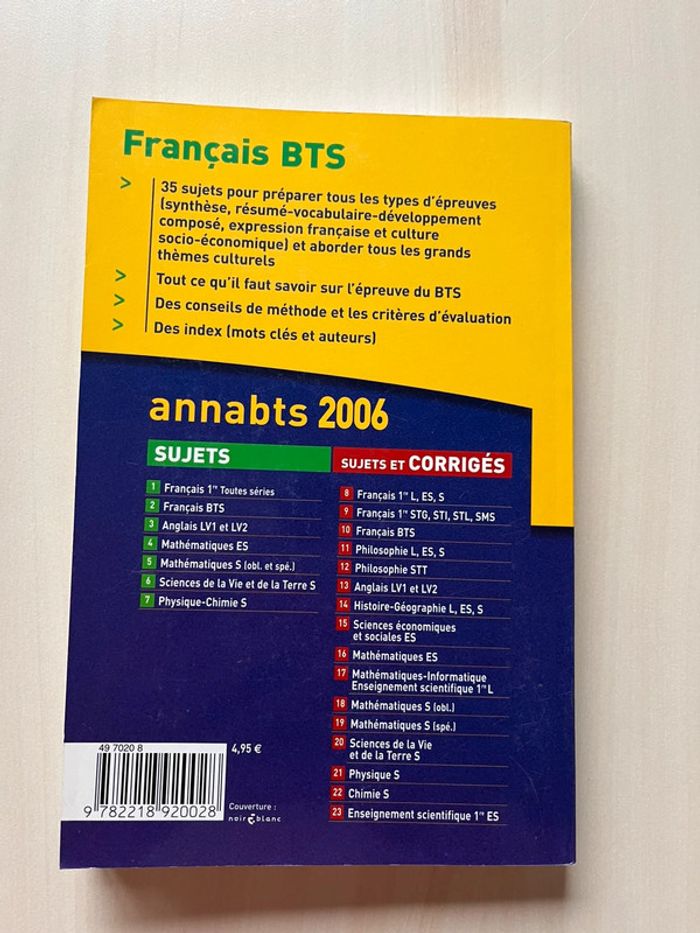 Français BTS
> 35 sujets pour préparer tous les types d'épreuves
(synthèse, résumé-vocabulaire-développement
composé, expression française et culture
socio-économique) et aborder tous les grands
thèmes culturels
> Tout ce qu'il faut savoir sur l'épreuve du BTS
> Des conseils de méthode et les critères d'évaluation
> Des index (mots clés et auteurs)
annabts 2006
SUJETS
1 Français 1re Toutes séries
2 Français BTS
3 Anglais LV1 et LV2
4 Mathématiques ES
5 Mathématiques S (obl. et spé.)
6 Sciences de la Vie et de la Terre S
7 Physique-Chimie S
SUJETS ET CORRIGÉS
8 Français 1re L, ES, S
9 Français 1re STG, STI, STL, SMS
10 Français BTS
11 Philosophie L, ES, S
12 Philosophie STT
13 Anglais LV1 et LV2
14 Histoire-Géographie L, ES, S
15 Sciences économiques
et sociales ES
16 Mathématiques ES
17 Mathématiques-Informatique
Enseignement scientifique 1re L
18 Mathématiques S (obl.)
19 Mathématiques S (spé.)
20 Sciences de la Vie
et de la Terre S
21 Physique S
22 Chimie S
23 Enseignement scientifique 1re ES
49 7020 8
4,95 €
9 782218 920028
Couverture :
noir blanc